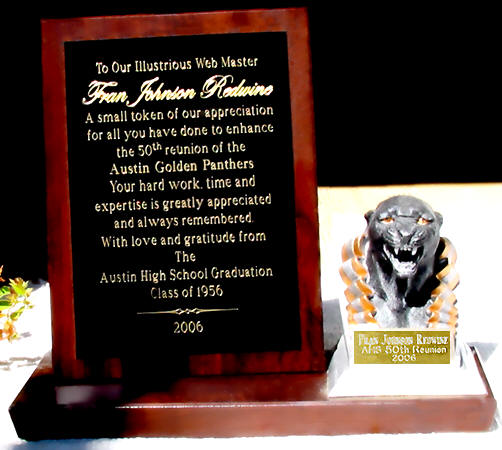 To Our Illustrious Web Master
Fran Johnson Redwine
A small token of our appreciation
for all you have done to enhance
the 50th reunion of the
Austin Golden Panthers
Your hard work, time and
expertise is greatly appreciated
and always remembered.
With love and gratitude from
The
Austin High School Graduation
Class of 1956
2006
Fran Johnson Redwine
AHS 50th Reunion
2006